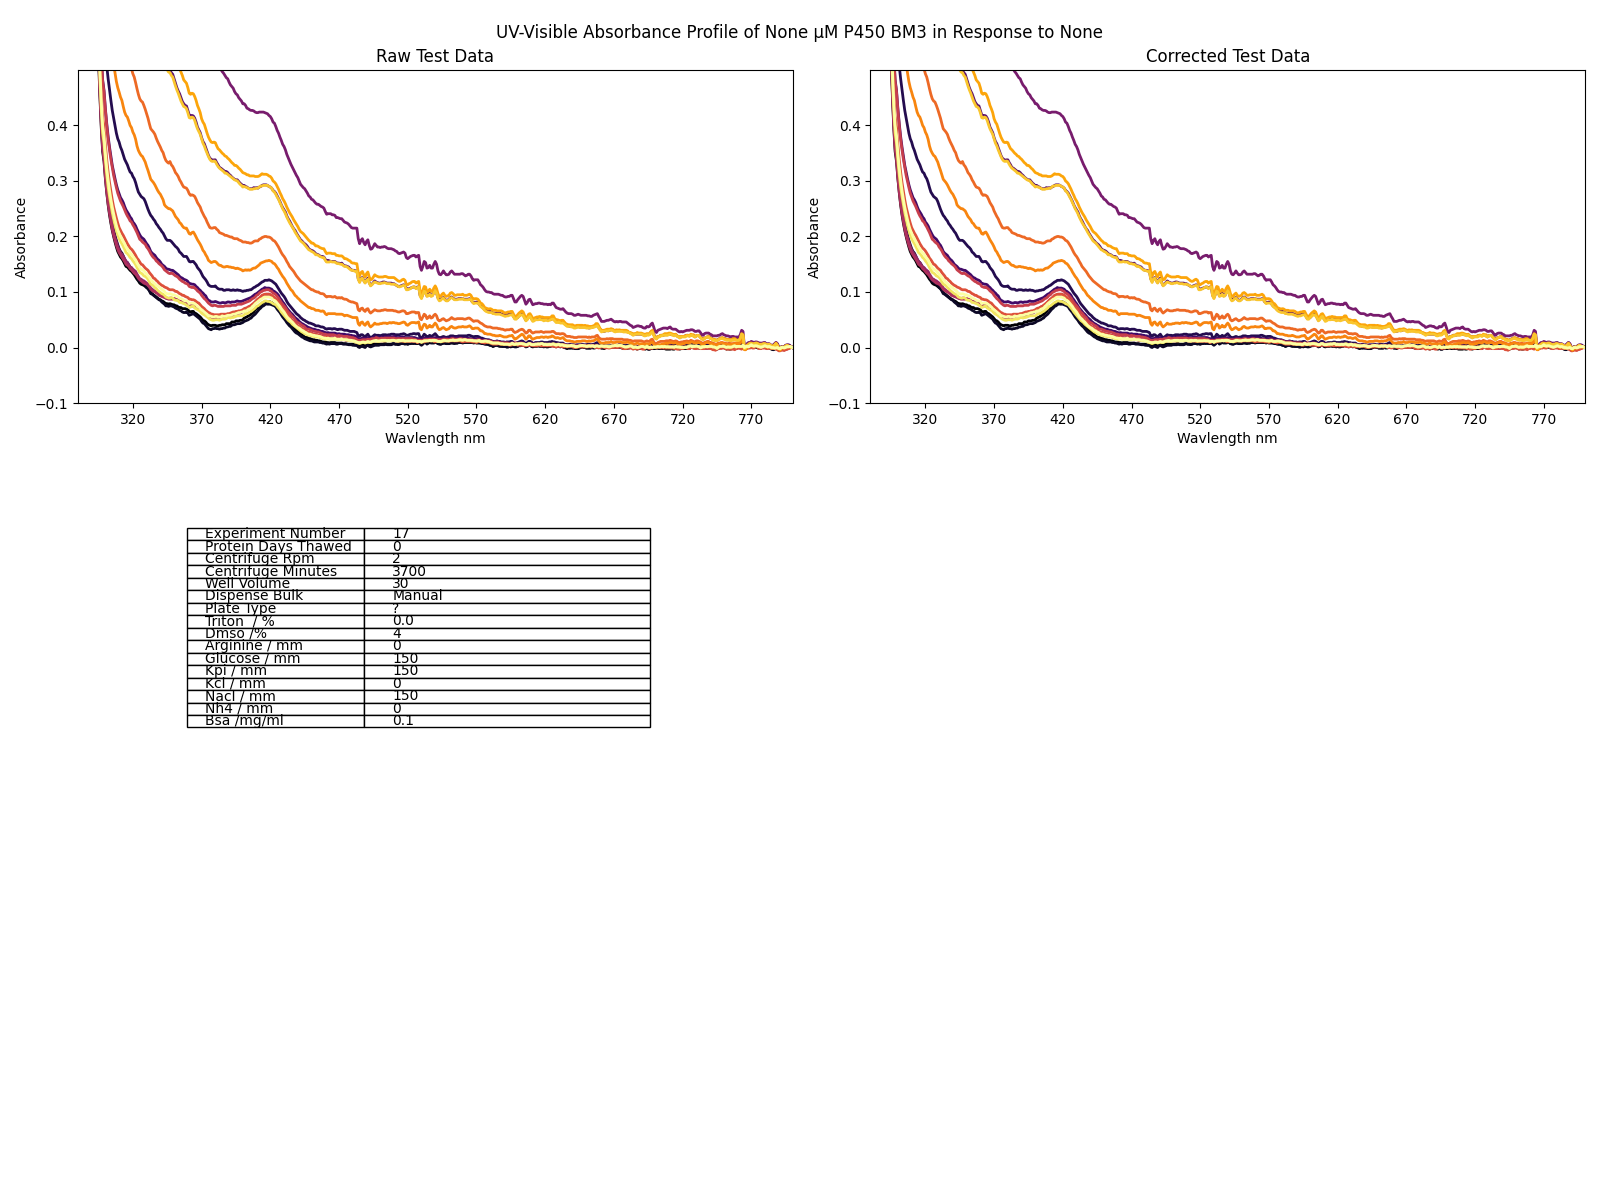 UV-Visible Absorbance Profile of None µM P450 BM3 in Response to None
Raw Test Data
Absorbance
0.4
0.3
0.2
0.1
0.0
−0.1
320 370 420 470 520 570 620 670 720 770
Wavlength nm
Corrected Test Data
Absorbance
0.4
0.3
0.2
0.1
0.0
−0.1
320 370 420 470 520 570 620 670 720 770
Wavlength nm
Experiment Number 17
Protein Days Thawed 0
Centrifuge Rpm 2
Centrifuge Minutes 3700
Well Volume 30
Dispense Bulk Manual
Plate Type ?
Triton / % 0.0
Dmso /% 4
Arginine / mm 0
Glucose / mm 150
Kpi / mm 150
Kcl / mm 0
Nacl / mm 150
Nh4 / mm 0
Bsa /mg/ml 0.1